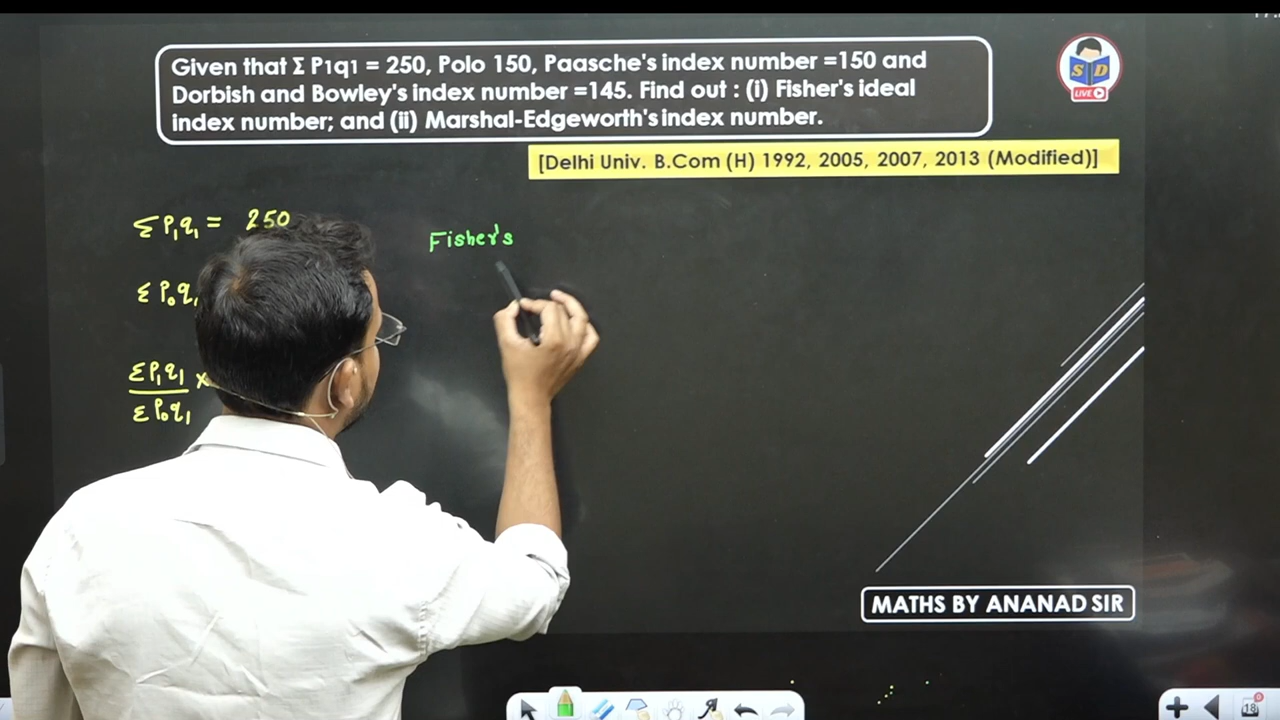 Given that Σ P1q1 = 250, Polo 150, Paasche's index number =150 and
Dorbish and Bowley's index number =145. Find out : (i) Fisher's ideal
index number; and (ii) Marshal-Edgeworth's index number.
S D
LIVE
[Delhi Univ. B.Com (H) 1992, 2005, 2007, 2013 (Modified)]
Σ P₁q₁ = 250
Fisher's
Σ P₀q₁
ΣP₁q₁ ×
Σ P₀q₁
MATHS BY ANANAD SIR
18